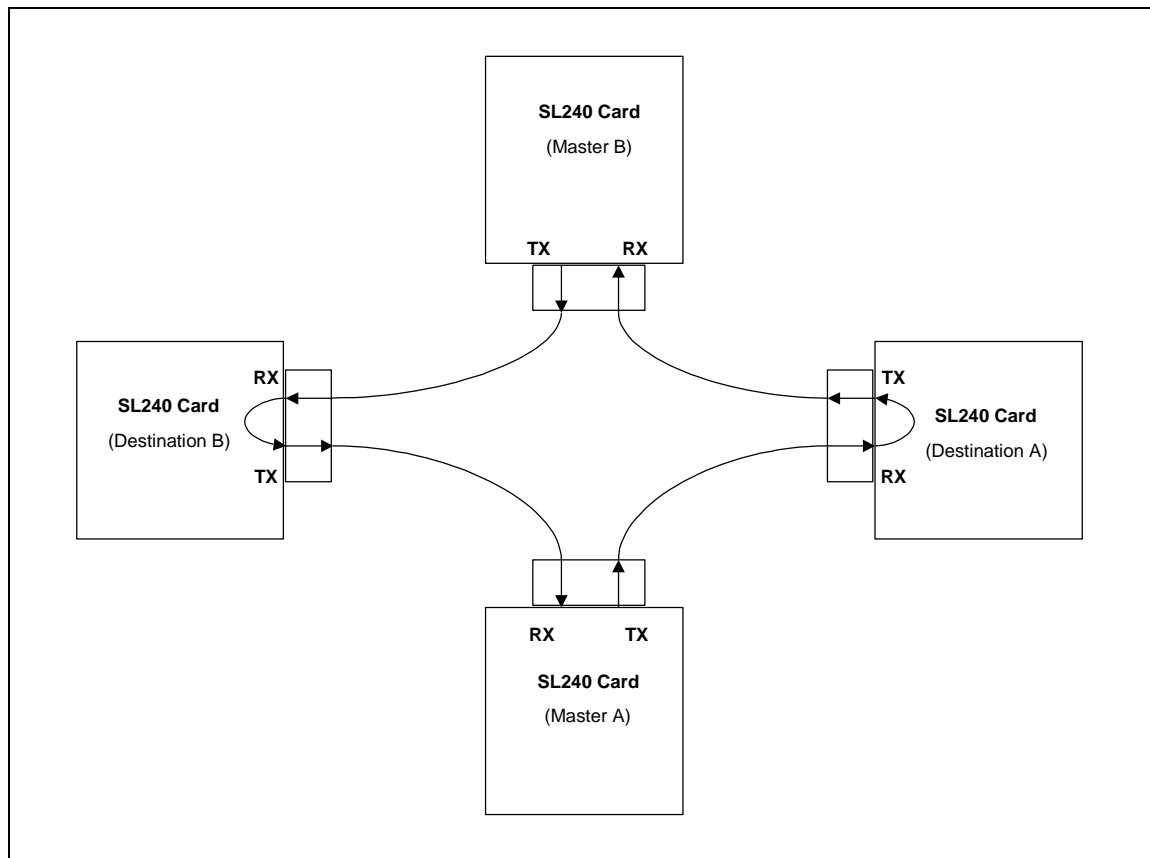 SL240 Card
(Master B)
TX RX
RX
SL240 Card
(Destination B)
TX
TX
SL240 Card
(Destination A)
RX
RX TX
SL240 Card
(Master A)